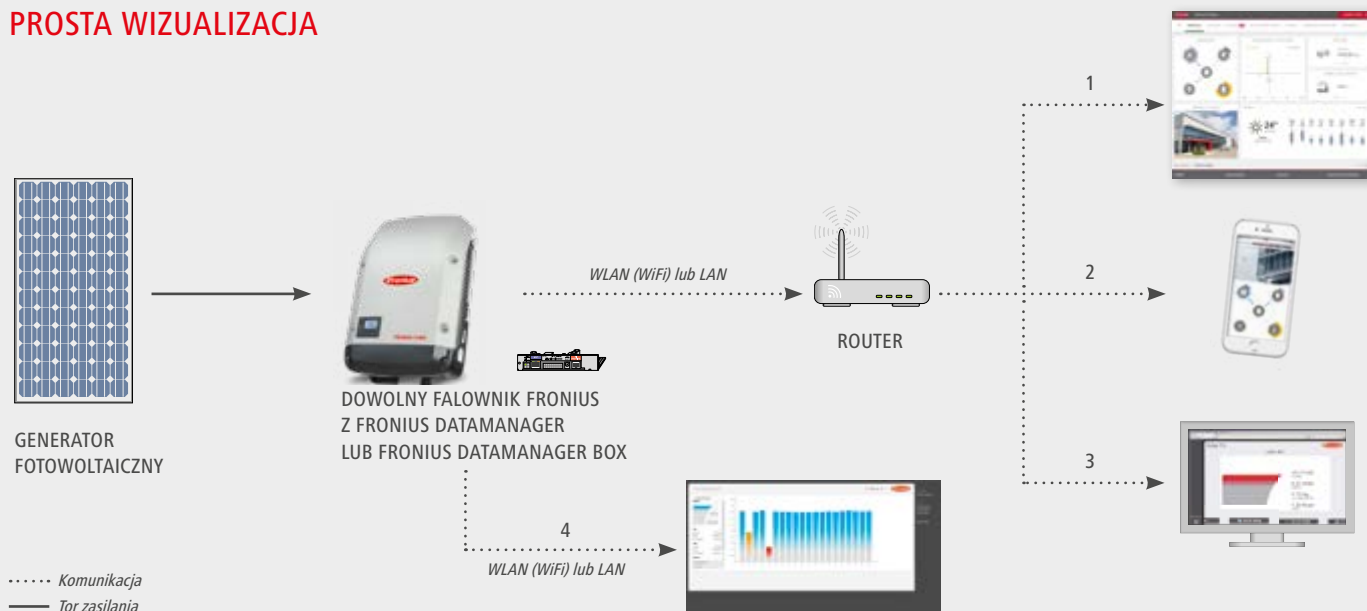 PROSTA WIZUALIZACJA
1
24°
WLAN (WiFi) lub LAN
2
ROUTER
DOWOLNY FALOWNIK FRONIUS
Z FRONIUS DATAMANAGER
LUB FRONIUS DATAMANAGER BOX
GENERATOR
FOTOWOLTAICZNY
3
4
WLAN (WiFi) lub LAN
Komunikacja
Tor zasilania